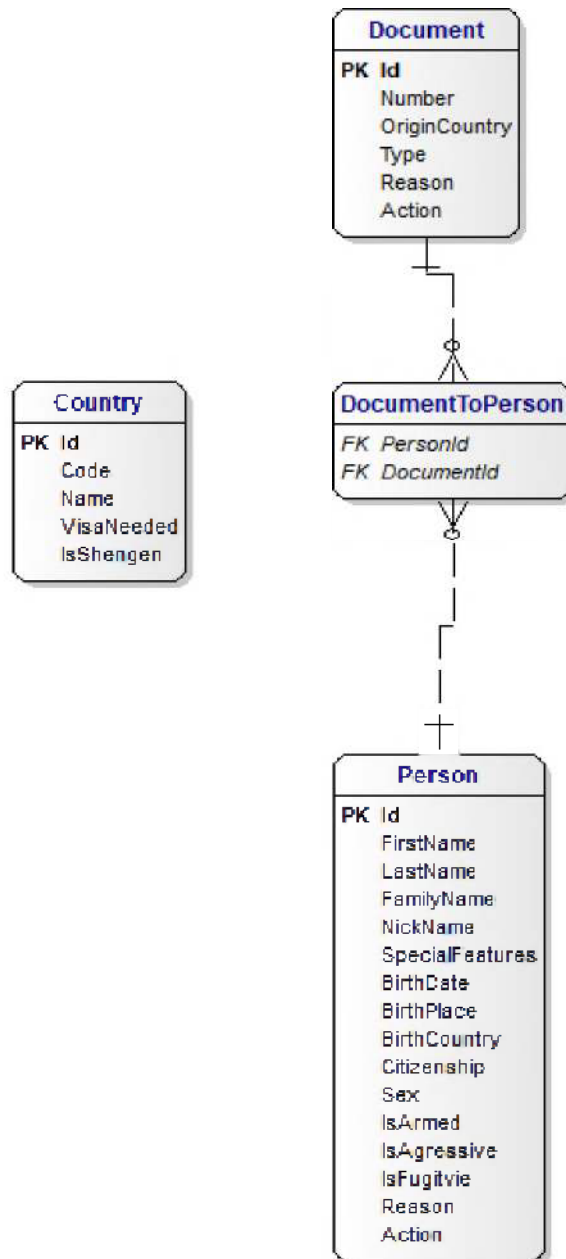 Document
PK Id
Number
OriginCountry
Type
Reason
Action
Country
PK Id
Code
Name
VisaNeeded
IsShengen
DocumentToPerson
FK PersonId
FK DocumentId
Person
PK Id
FirstName
LastName
FamilyName
NickName
SpecialFeatures
BirthDate
BirthPlace
BirthCountry
Citizenship
Sex
IsArmed
IsAgressive
IsFugitvie
Reason
Action